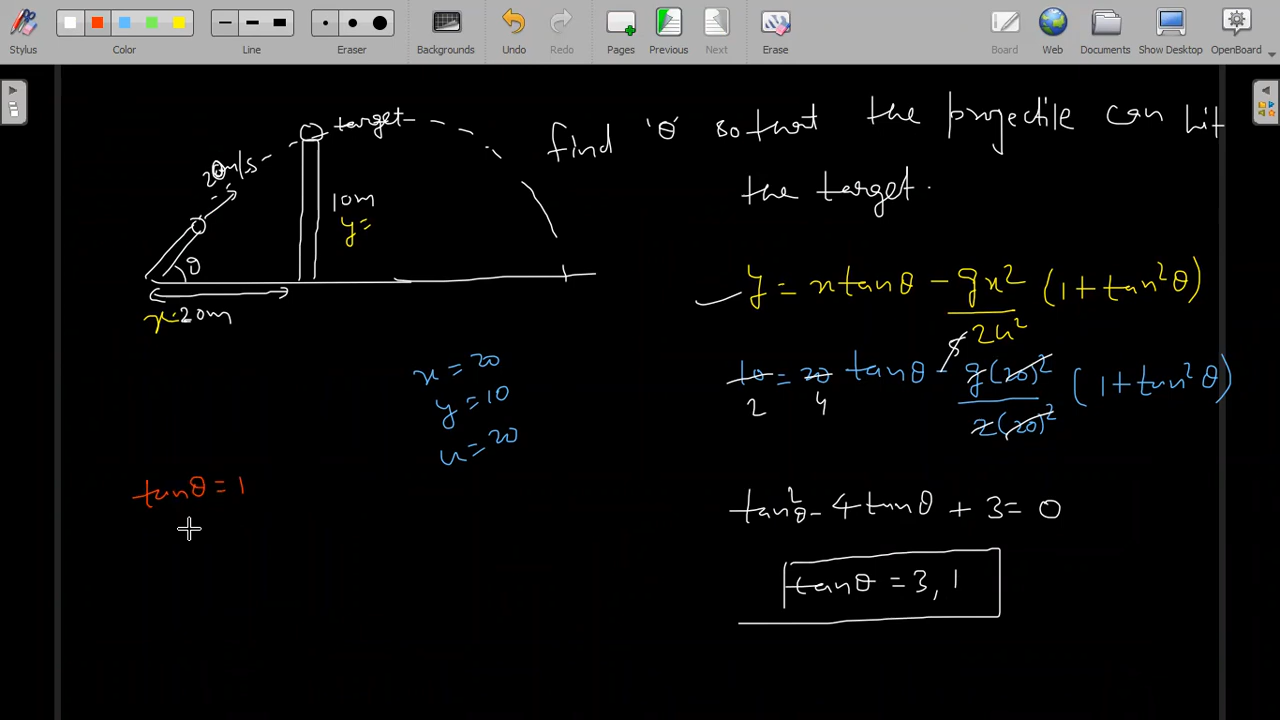 Stylus Color Line Eraser Backgrounds Undo Redo Pages Previous Next Erase Board Web Documents Show Desktop OpenBoard
target
20m/s
10m
y=
θ
x=20m
find 'θ' so that the projectile can hit
the target.
y = x tanθ - gx²/2u² (1 + tan²θ)
x = 20
y = 10
u = 20
10 = 20 tanθ - g(20)²/2(20)² (1 + tan²θ)
2 4 5
tan²θ - 4 tanθ + 3 = 0
tanθ = 3, 1
tanθ = 1